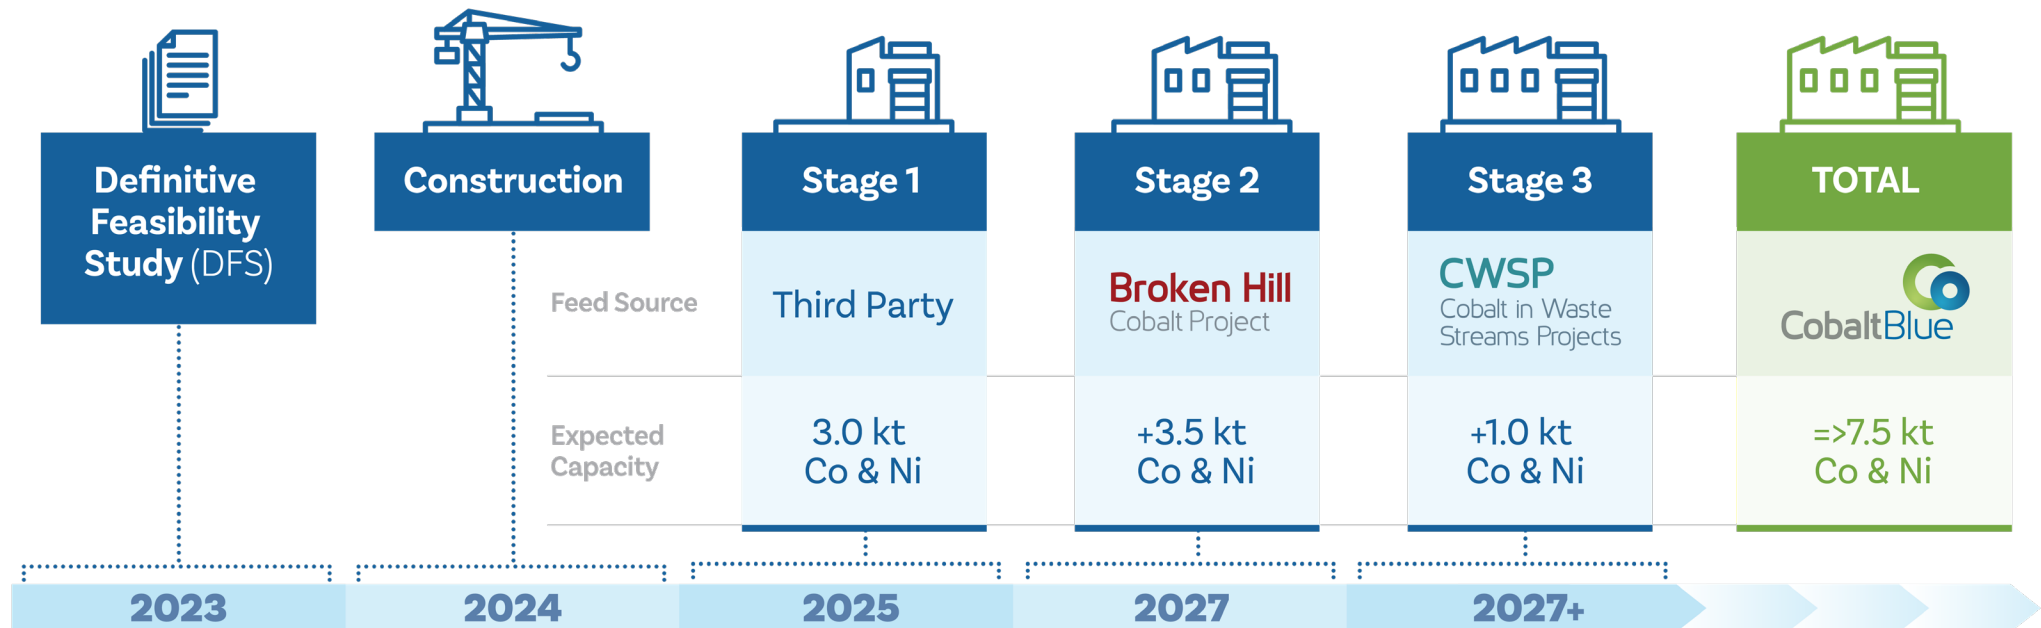 Definitive
Feasibility
Study (DFS)
Construction
Stage 1
Stage 2
Stage 3
TOTAL
Feed Source
Third Party
Broken Hill
Cobalt Project
CWSP
Cobalt in Waste
Streams Projects
CobaltBlue
Expected
Capacity
3.0 kt
Co & Ni
+3.5 kt
Co & Ni
+1.0 kt
Co & Ni
=>7.5 kt
Co & Ni
2023
2024
2025
2027
2027+